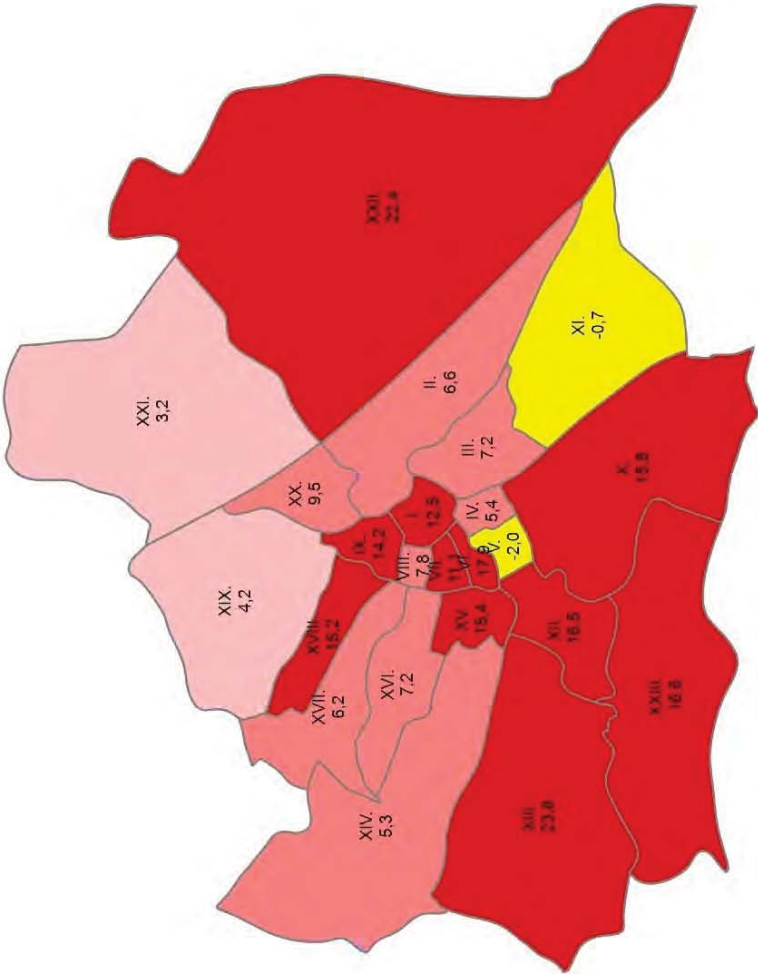 XXI.
3,2
XXII.
22,4
XIX.
4,2
XX.
9,5
II.
6,6
XI.
-0,7
III.
7,2
I.
12,5
IX.
14,2
VIII.
7,8
VII.
11,1
IV.
5,4
V.
-2,0
VI.
17,9
XVIII.
15,2
XVII.
6,2
XVI.
7,2
XV.
15,4
XIV.
5,3
X.
15,8
XII.
16,5
XIII.
23,8
XXIII.